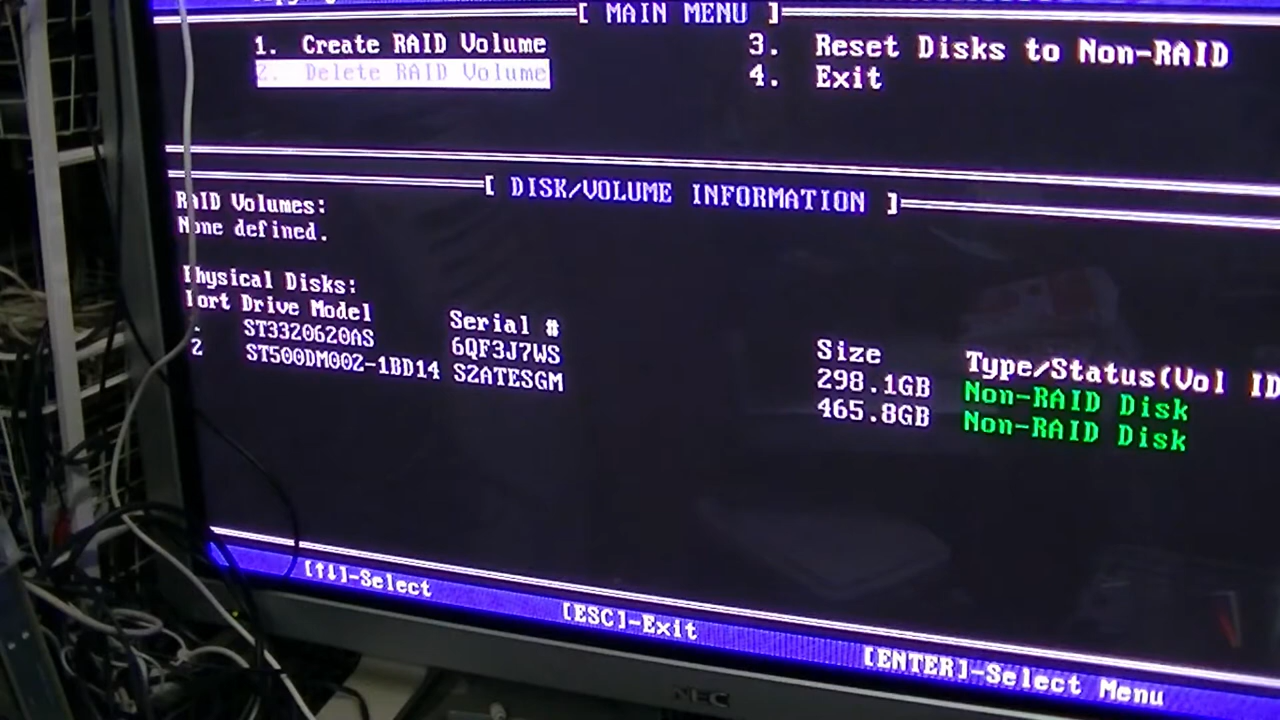 [ MAIN MENU ]
1. Create RAID Volume
2. Delete RAID Volume
3. Reset Disks to Non-RAID
4. Exit
[ DISK/VOLUME INFORMATION ]
RAID Volumes:
None defined.
Physical Disks:
Port Drive Model Serial # Size Type/Status(Vol ID
ST3320620AS 6QF3J7WS 298.1GB Non-RAID Disk
2 ST500DM002-1BD14 S2ATESGM 465.8GB Non-RAID Disk
[↑↓]-Select [ESC]-Exit [ENTER]-Select Menu
NEC